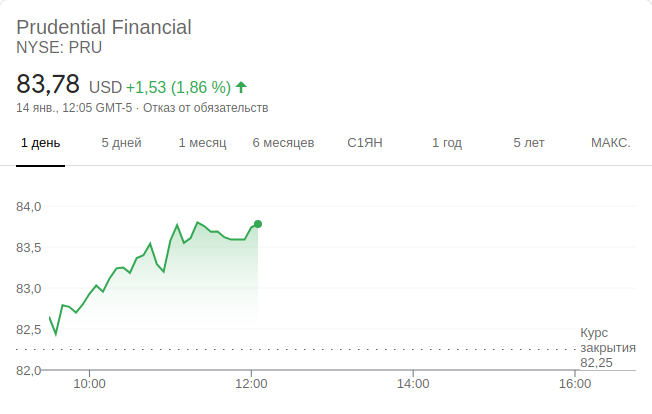 Prudential Financial
NYSE: PRU
83,78 USD +1,53 (1,86 %)
14 янв., 12:05 GMT-5 · Отказ от обязательств
1 день 5 дней 1 месяц 6 месяцев С1ЯН 1 год 5 лет МАКС.
84,0
83,5
83,0
82,5
82,0
Курс
закрытия
82,25
10:00 12:00 14:00 16:00